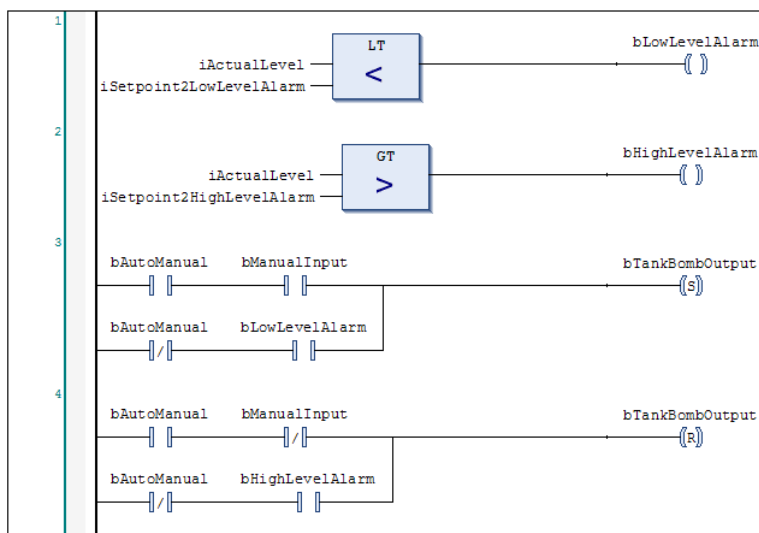 1
LT
bLowLevelAlarm
iActualLevel
<
( )
iSetpoint2LowLevelAlarm
2
GT
bHighLevelAlarm
iActualLevel
>
( )
iSetpoint2HighLevelAlarm
3
bAutoManual bManualInput bTankBombOutput
(S)
bAutoManual bLowLevelAlarm
/
4
bAutoManual bManualInput bTankBombOutput
/ (R)
bAutoManual bHighLevelAlarm
/